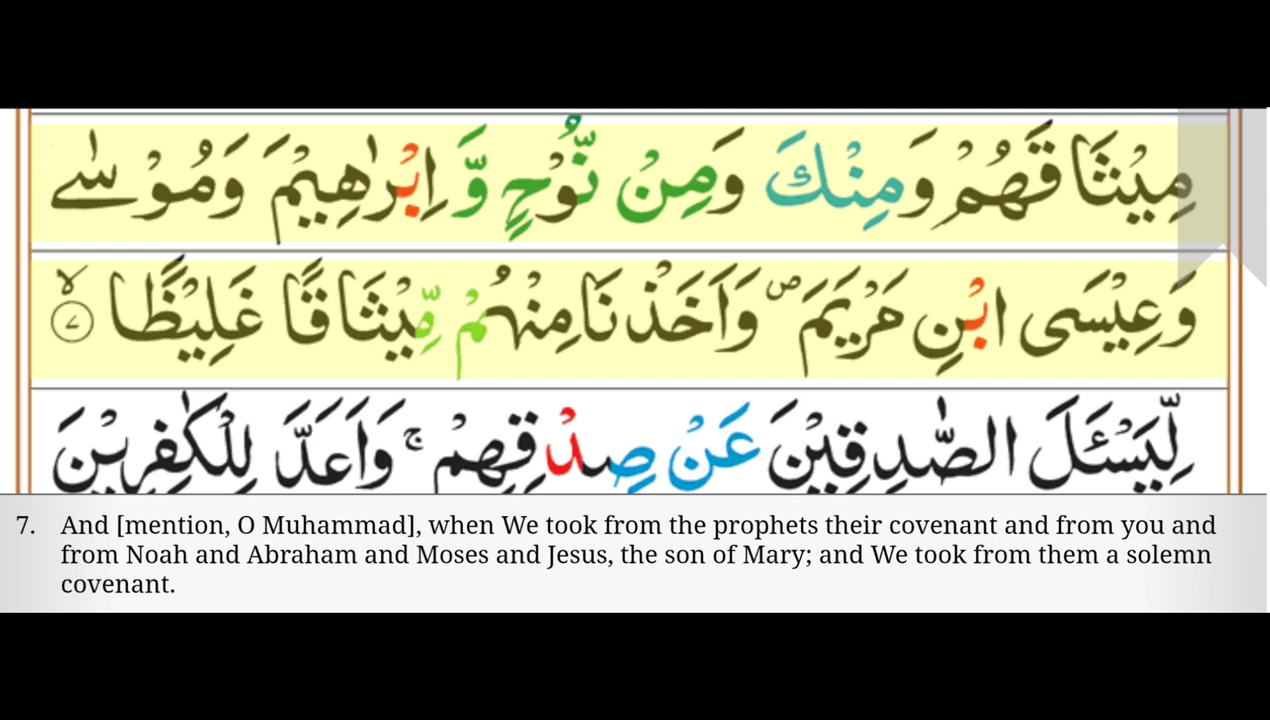 مِيْثَاقَهُمْ وَمِنْكَ وَمِنْ نُّوْحٍ وَّاِبْرٰهِيْمَ وَمُوْسٰى
وَعِيْسَى ابْنِ مَرْيَمَ ۖ وَاَخَذْنَا مِنْهُمْ مِّيْثَاقًا غَلِيْظًا ۙ ۷
لِّيَسْـَٔلَ الصّٰدِقِيْنَ عَنْ صِدْقِهِمْ ۚ وَاَعَدَّ لِلْكٰفِرِيْنَ
7. And [mention, O Muhammad], when We took from the prophets their covenant and from you and
from Noah and Abraham and Moses and Jesus, the son of Mary; and We took from them a solemn
covenant.